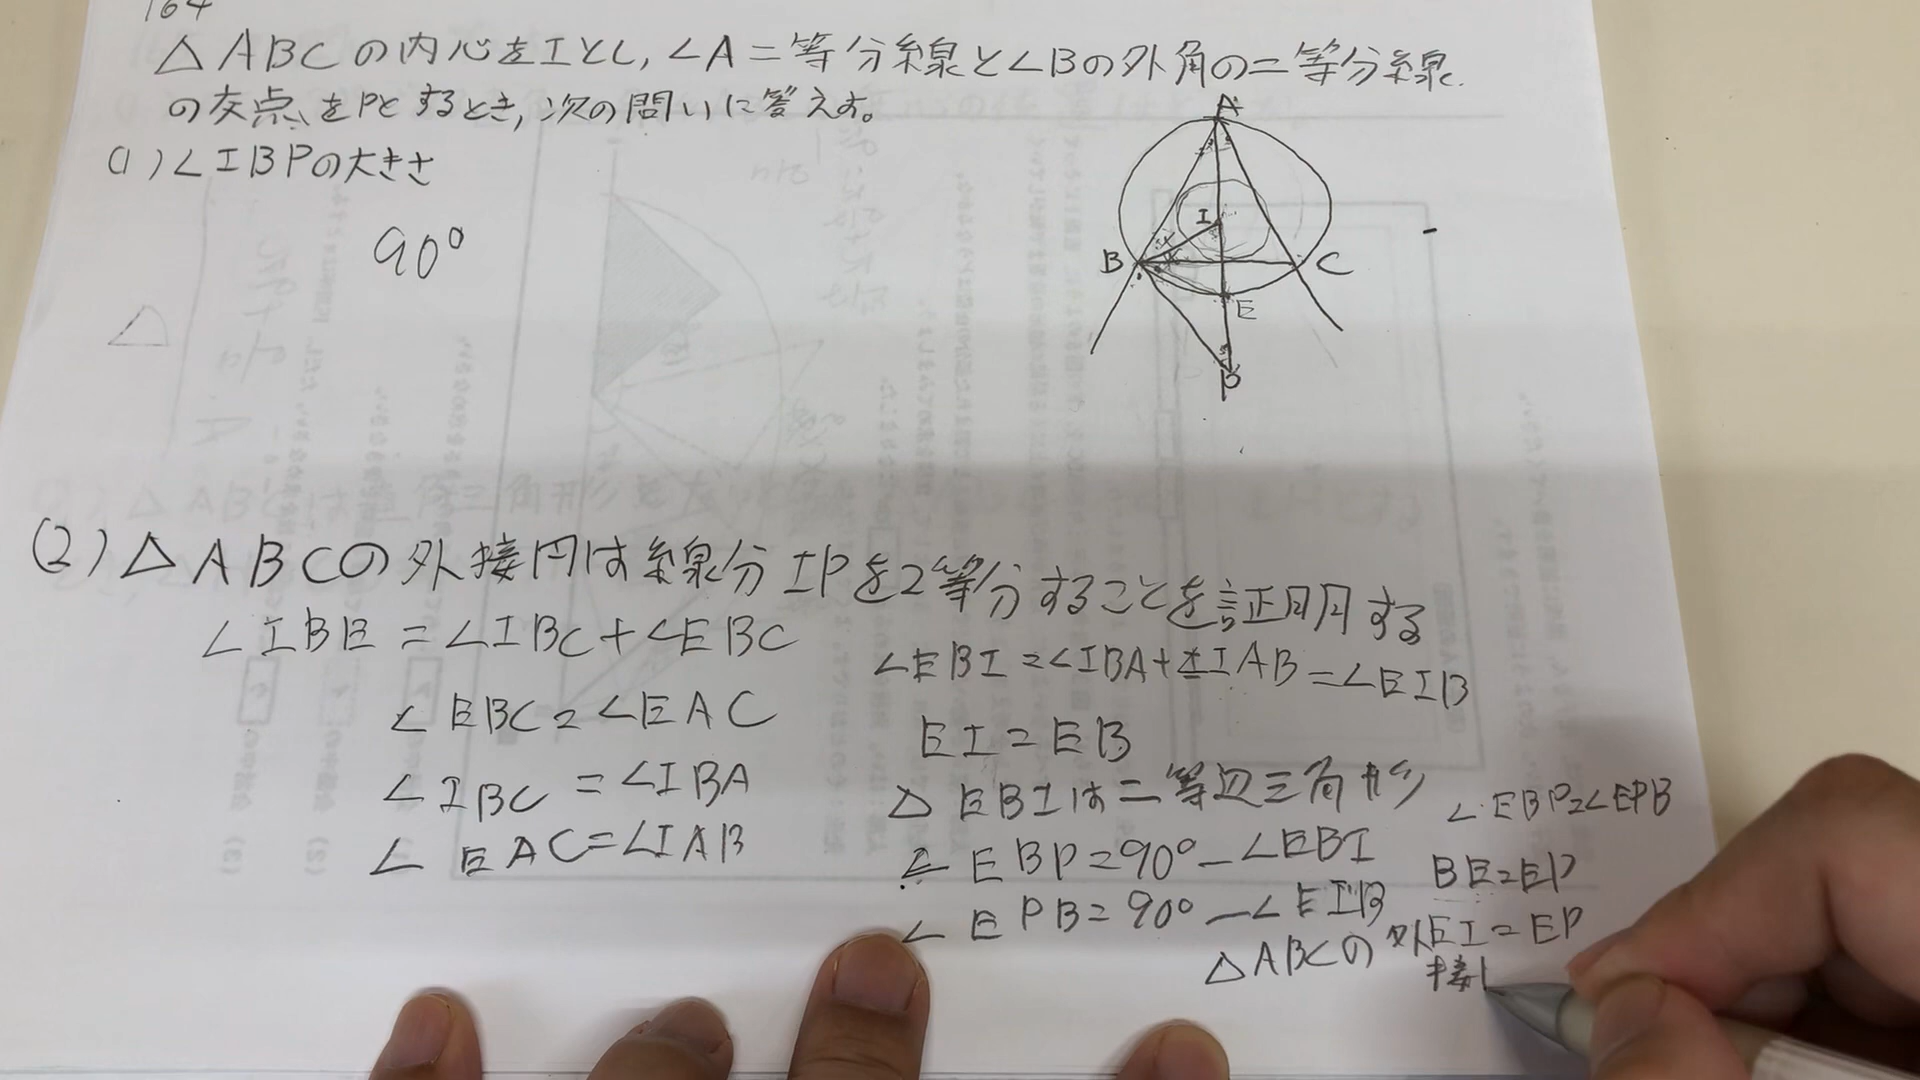 164
△ABCの内心をIとし,∠A二等分線と∠Bの外角の二等分線
の交点、をPとするとき,次の問いに答えよ。
(1)∠IBPの大きさ
90°
A
I
B
C
E
P
(2)△ABCの外接円は線分IPを2等分することを証明する
∠IBE=∠IBC+∠EBC
∠EBC=∠EAC
∠IBC=∠IBA
∠EAC=∠IAB
∠EBI=∠IBA+∠IAB=∠EIB
EI=EB
△EBIは二等辺三角形
∠EBP=90°-∠EBI
∠EPB=90°-∠EIB
∠EBP=∠EPB
BE=EP
EI=EP
△ABCの外
接